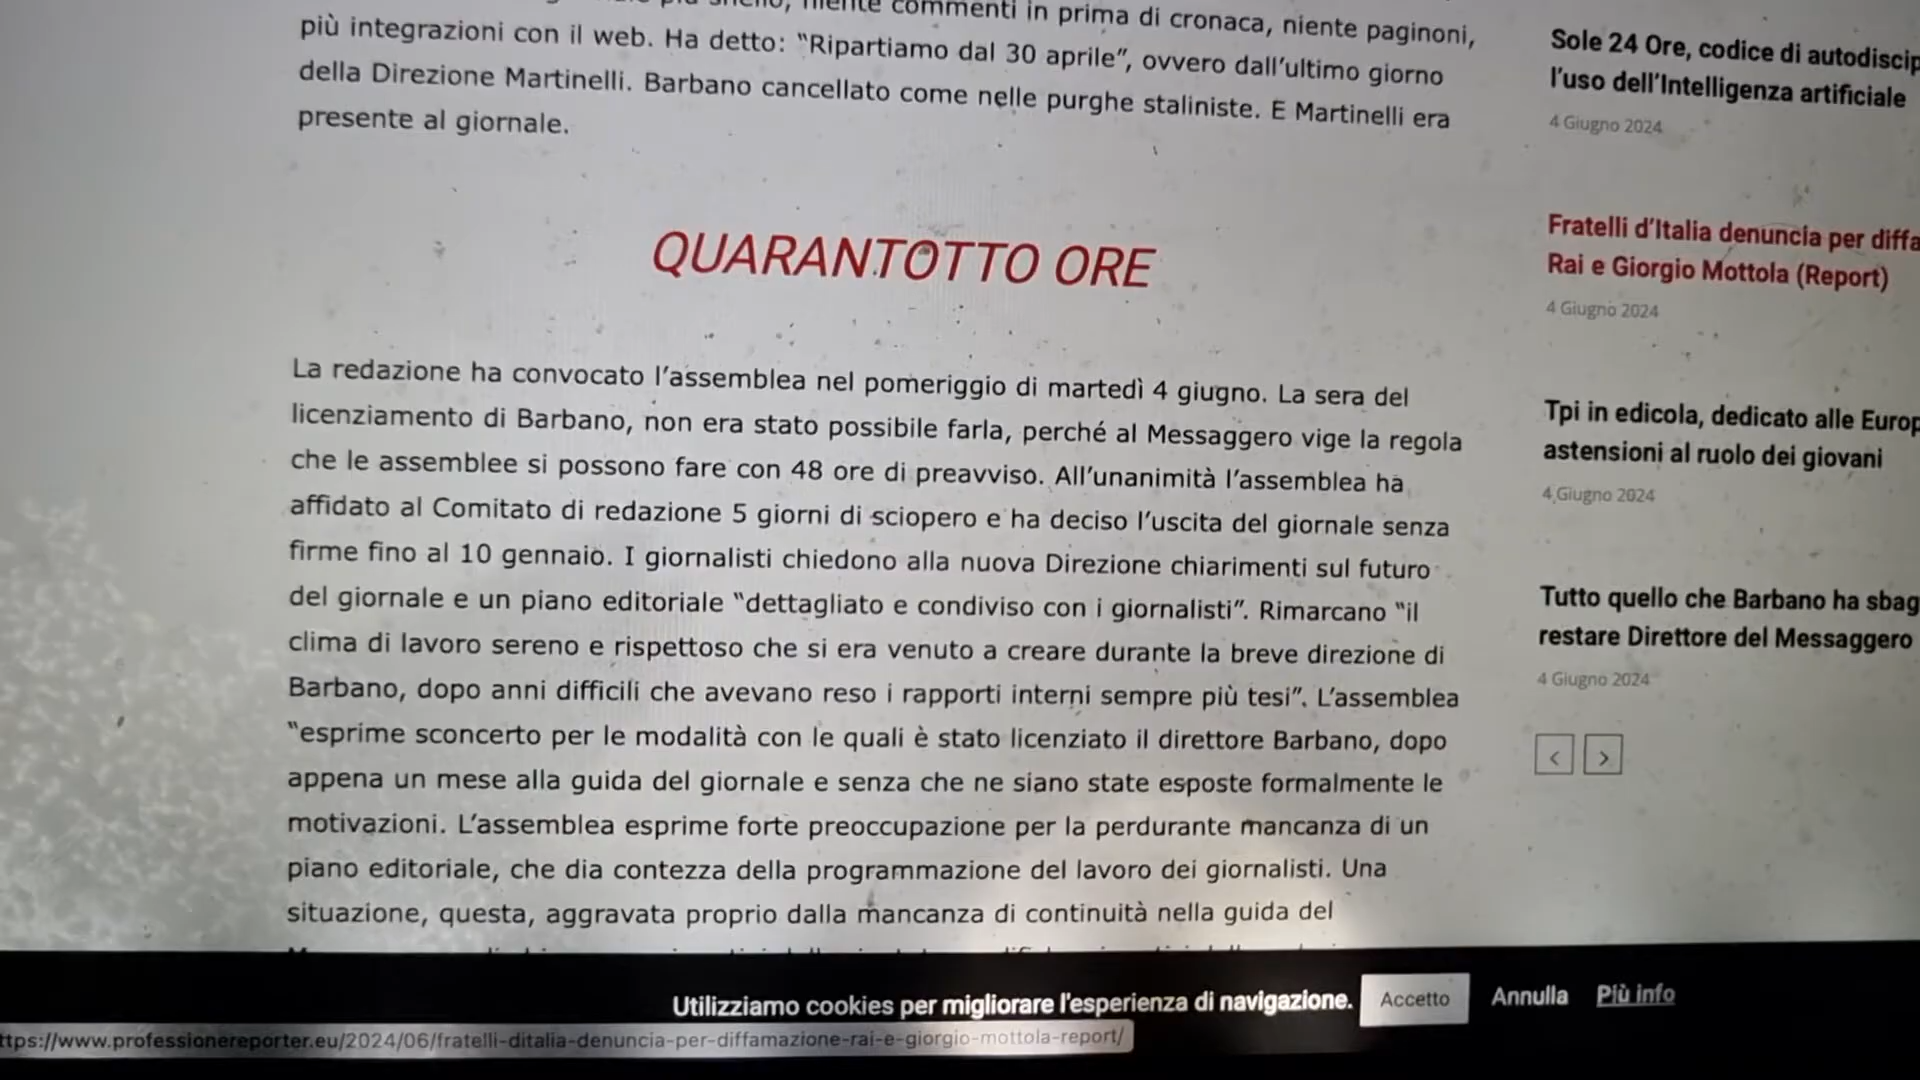 niente commenti in prima di cronaca, niente paginoni,
più integrazioni con il web. Ha detto: “Ripartiamo dal 30 aprile”, ovvero dall’ultimo giorno
della Direzione Martinelli. Barbano cancellato come nelle purghe staliniste. E Martinelli era
presente al giornale.
QUARANTOTTO ORE
La redazione ha convocato l’assemblea nel pomeriggio di martedì 4 giugno. La sera del
licenziamento di Barbano, non era stato possibile farla, perché al Messaggero vige la regola
che le assemblee si possono fare con 48 ore di preavviso. All’unanimità l’assemblea ha
affidato al Comitato di redazione 5 giorni di sciopero e ha deciso l’uscita del giornale senza
firme fino al 10 gennaio. I giornalisti chiedono alla nuova Direzione chiarimenti sul futuro
del giornale e un piano editoriale “dettagliato e condiviso con i giornalisti”. Rimarcano “il
clima di lavoro sereno e rispettoso che si era venuto a creare durante la breve direzione di
Barbano, dopo anni difficili che avevano reso i rapporti interni sempre più tesi”. L’assemblea
“esprime sconcerto per le modalità con le quali è stato licenziato il direttore Barbano, dopo
appena un mese alla guida del giornale e senza che ne siano state esposte formalmente le
motivazioni. L’assemblea esprime forte preoccupazione per la perdurante mancanza di un
piano editoriale, che dia contezza della programmazione del lavoro dei giornalisti. Una
situazione, questa, aggravata proprio dalla mancanza di continuità nella guida del
Sole 24 Ore, codice di autodiscip
l’uso dell’Intelligenza artificiale
4 Giugno 2024
Fratelli d’Italia denuncia per diffa
Rai e Giorgio Mottola (Report)
4 Giugno 2024
Tpi in edicola, dedicato alle Europ
astensioni al ruolo dei giovani
4 Giugno 2024
Tutto quello che Barbano ha sbag
restare Direttore del Messaggero
4 Giugno 2024
Utilizziamo cookies per migliorare l'esperienza di navigazione. Accetto Annulla Più info
ttps://www.professionereporter.eu/2024/06/fratelli-ditalia-denuncia-per-diffamazione-rai-e-giorgio-mottola-report/